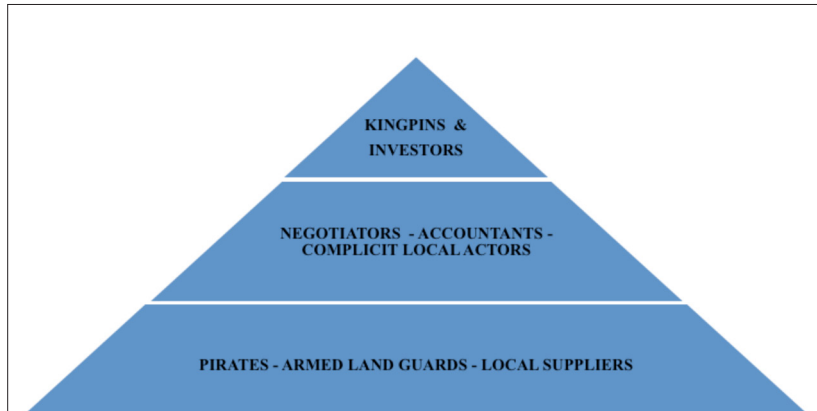 KINGPINS &
INVESTORS
NEGOTIATORS - ACCOUNTANTS -
COMPLICIT LOCAL ACTORS
PIRATES - ARMED LAND GUARDS - LOCAL SUPPLIERS